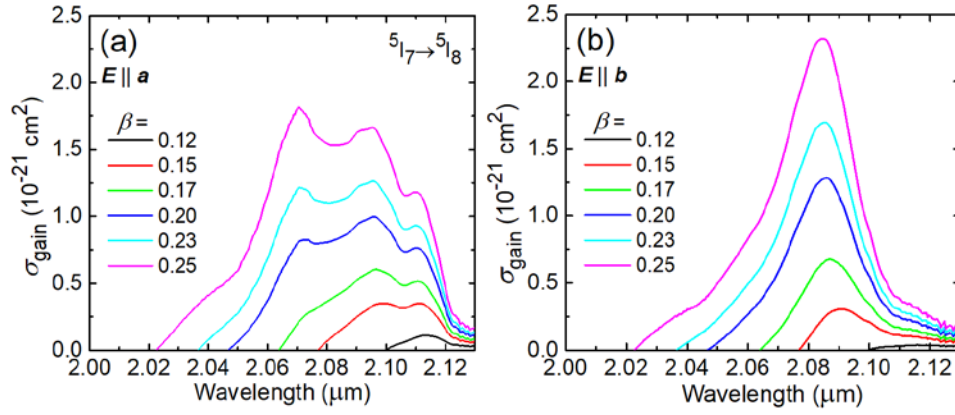 (a)
⁵I₇→⁵I₈
E || a
β =
0.12
0.15
0.17
0.20
0.23
0.25
2.5
2.0
1.5
1.0
0.5
0.0
σgain (10⁻²¹ cm²)
2.00 2.02 2.04 2.06 2.08 2.10 2.12
Wavelength (μm)
(b)
E || b
β =
0.12
0.15
0.17
0.20
0.23
0.25
2.5
2.0
1.5
1.0
0.5
0.0
σgain (10⁻²¹ cm²)
2.00 2.02 2.04 2.06 2.08 2.10 2.12
Wavelength (μm)